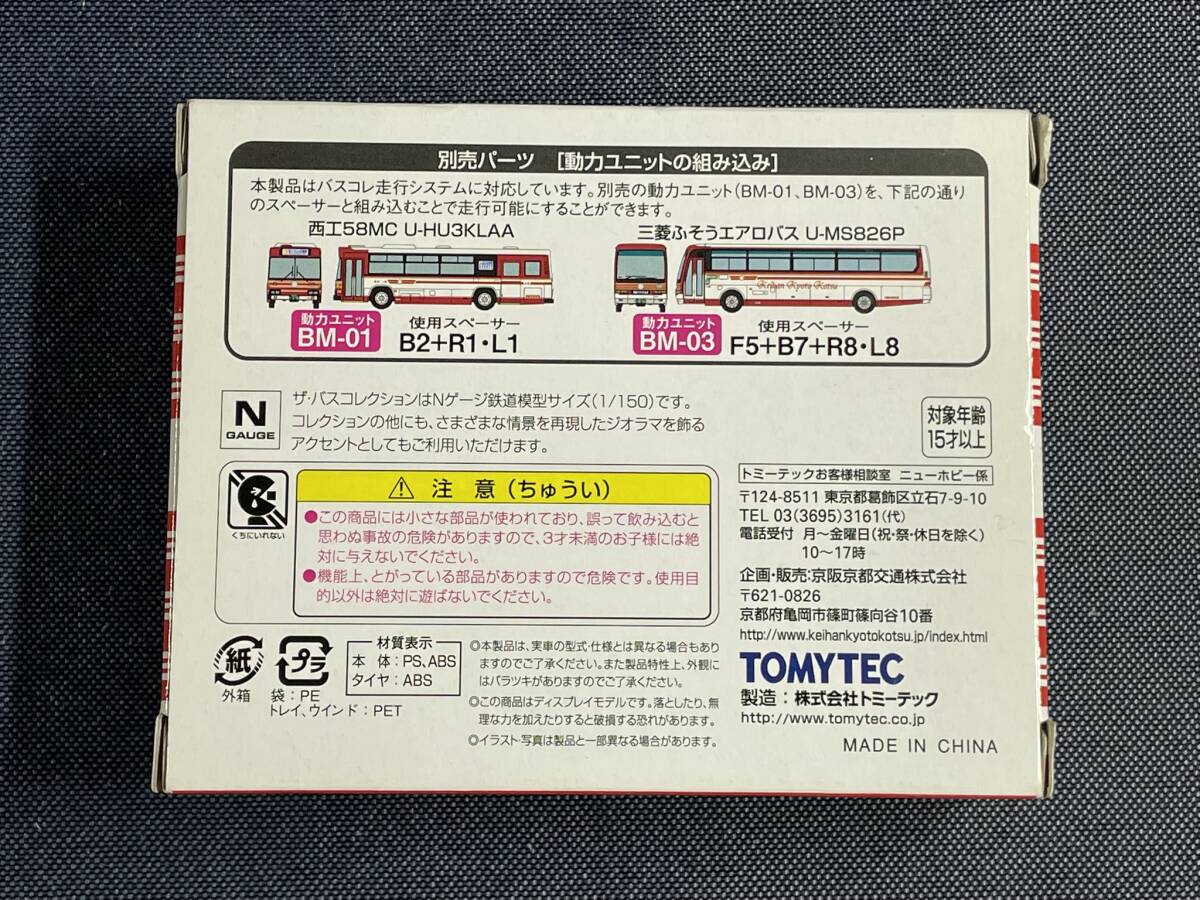 別売パーツ [動力ユニットの組み込み]
本製品はバスコレ走行システムに対応しています。別売の動力ユニット(BM-01、BM-03)を、下記の通り
のスペーサーと組み込むことで走行可能にすることができます。
西工58MC U-HU3KLAA
動力ユニット
BM-01
使用スペーサー
B2+R1・L1
三菱ふそうエアロバス U-MS826P
Keihan Kyoto Kotsu
動力ユニット
BM-03
使用スペーサー
F5+B7+R8・L8
N
GAUGE
ザ・バスコレクションはNゲージ鉄道模型サイズ(1/150)です。
コレクションの他にも、さまざまな情景を再現したジオラマを飾る
アクセントとしてもご利用いただけます。
対象年齢
15才以上
くちにいれない
⚠ 注意(ちゅうい)
●この商品には小さな部品が使われており、誤って飲み込むと
思わぬ事故の危険がありますので、3才未満のお子様には絶
対に与えないでください。
●機能上、とがっている部品がありますので危険です。使用目
的以外は絶対に遊ばないでください。
トミーテックお客様相談室 ニューホビー係
〒124-8511 東京都葛飾区立石7-9-10
TEL 03(3695)3161(代)
電話受付 月〜金曜日(祝・祭・休日を除く)
10〜17時
企画・販売:京阪京都交通株式会社
〒621-0826
京都府亀岡市篠町篠向谷10番
http://www.keihankyotokotsu.jp/index.html
TOMYTEC
製造:株式会社トミーテック
http://www.tomytec.co.jp
MADE IN CHINA
紙
外箱
プラ
袋:PE
トレイ、ウインド:PET
材質表示
本体:PS、ABS
タイヤ:ABS
◎本製品は、実車の型式・仕様とは異なる場合もあり
ますのでご了承ください。また製品特性上、外観に
はバラツキがありますのでご了承ください。
◎この商品はディスプレイモデルです。落としたり、無
理な力を加えたりすると破損する恐れがあります。
◎イラスト・写真は製品と一部異なる場合があります。